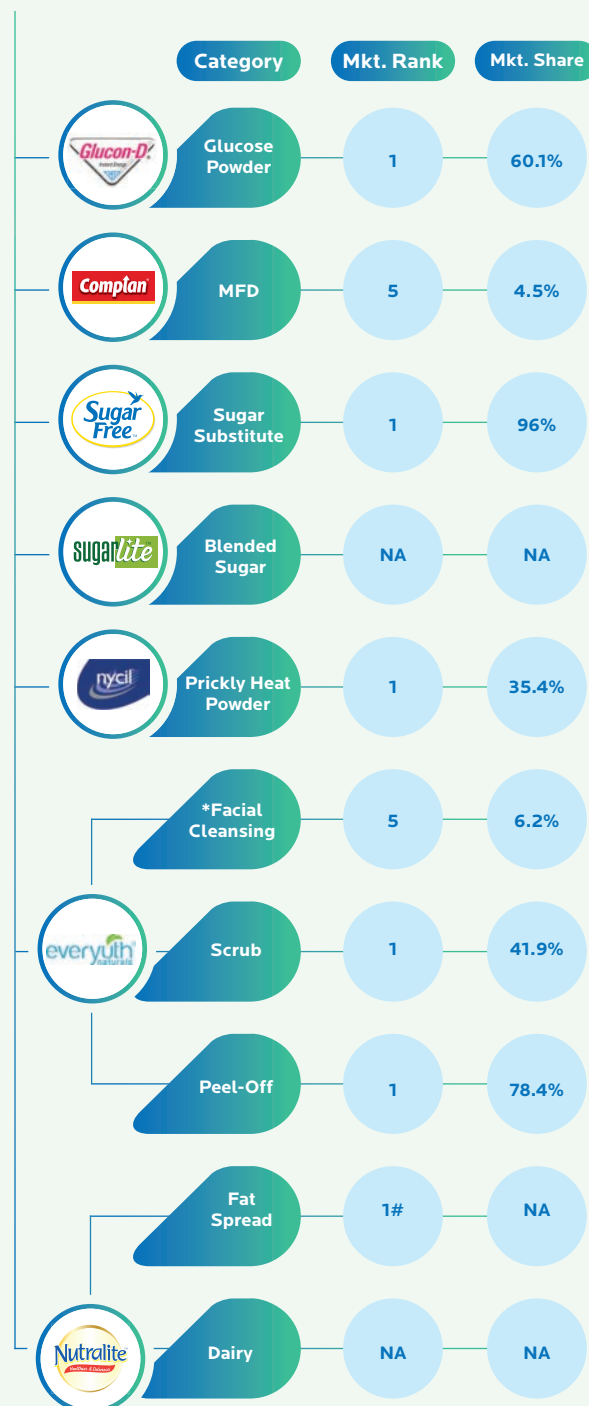 Category Mkt. Rank Mkt. Share
Glucon-D
Glucose
Powder
1
60.1%
Complan
MFD
5
4.5%
Sugar
Free
Sugar
Substitute
1
96%
sugarlite
Blended
Sugar
NA
NA
nycil
Prickly Heat
Powder
1
35.4%
*Facial
Cleansing
5
6.2%
everyuth
naturals
Scrub
1
41.9%
Peel-Off
1
78.4%
Fat
Spread
1#
NA
Nutralite
Dairy
NA
NA